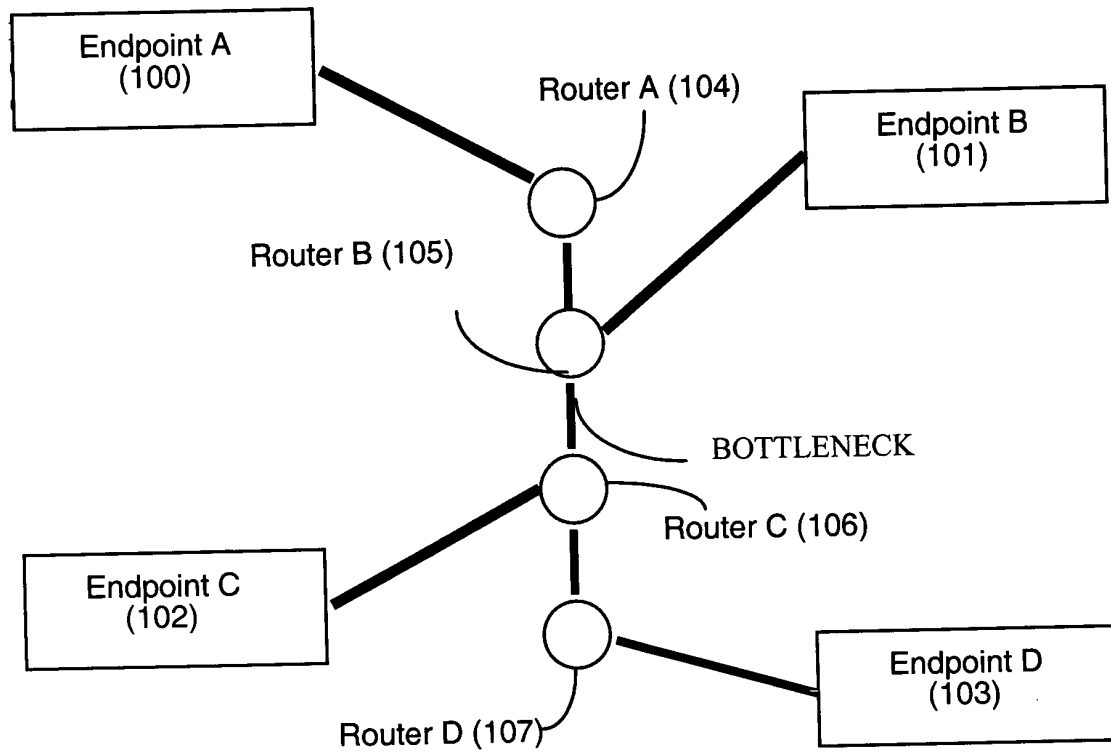 Endpoint A
(100)
Router A (104)
Endpoint B
(101)
Router B (105)
BOTTLENECK
Router C (106)
Endpoint C
(102)
Endpoint D
(103)
Router D (107)